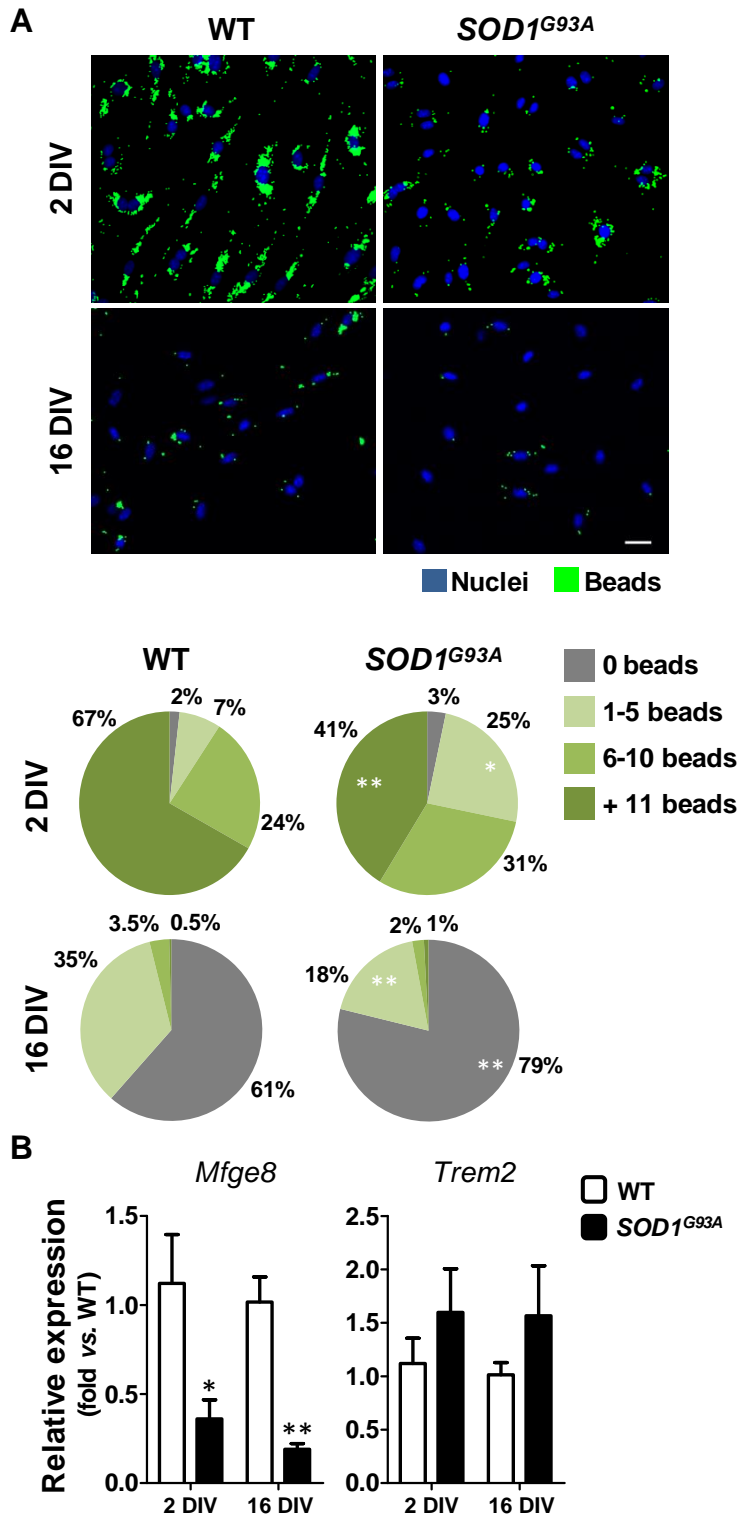 A
WT SOD1G93A
2 DIV
16 DIV
Nuclei Beads
WT SOD1G93A
0 beads
1-5 beads
6-10 beads
+ 11 beads
2 DIV
67% 2% 7% 24%
41% 3% 25% 31%
* **
16 DIV
35% 3.5% 0.5% 61%
18% 2% 1% 79%
** **
B
Mfge8 Trem2
WT
SOD1G93A
Relative expression
(fold vs. WT)
1.5
1.0
0.5
0.0
* **
2 DIV 16 DIV
2.5
2.0
1.5
1.0
0.5
0.0
2 DIV 16 DIV